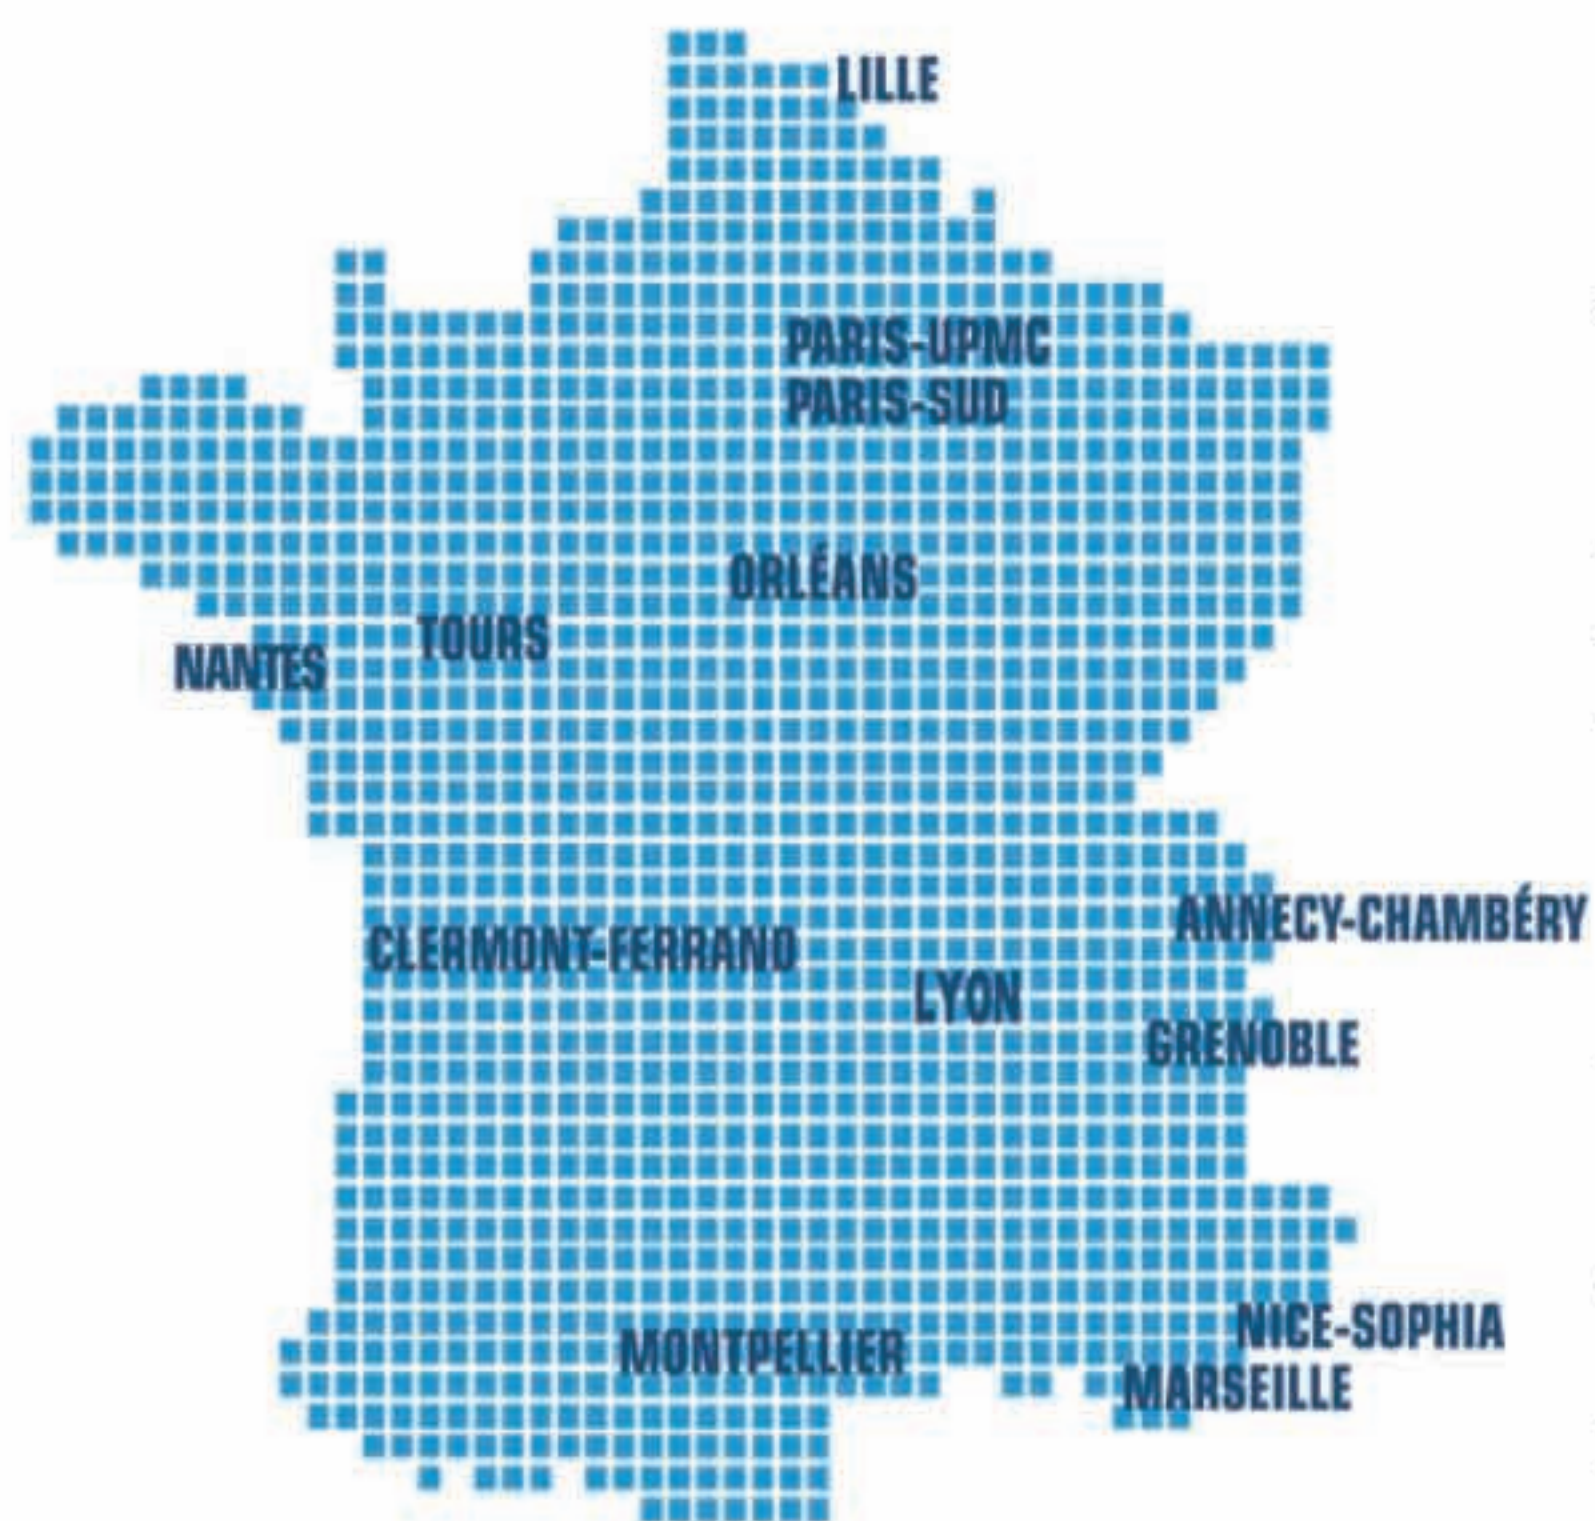 LILLE
PARIS-UPMC
PARIS-SUD
ORLÉANS
TOURS
NANTES
ANNECY-CHAMBÉRY
CLERMONT-FERRAND
LYON
GRENOBLE
NICE-SOPHIA
MONTPELLIER
MARSEILLE